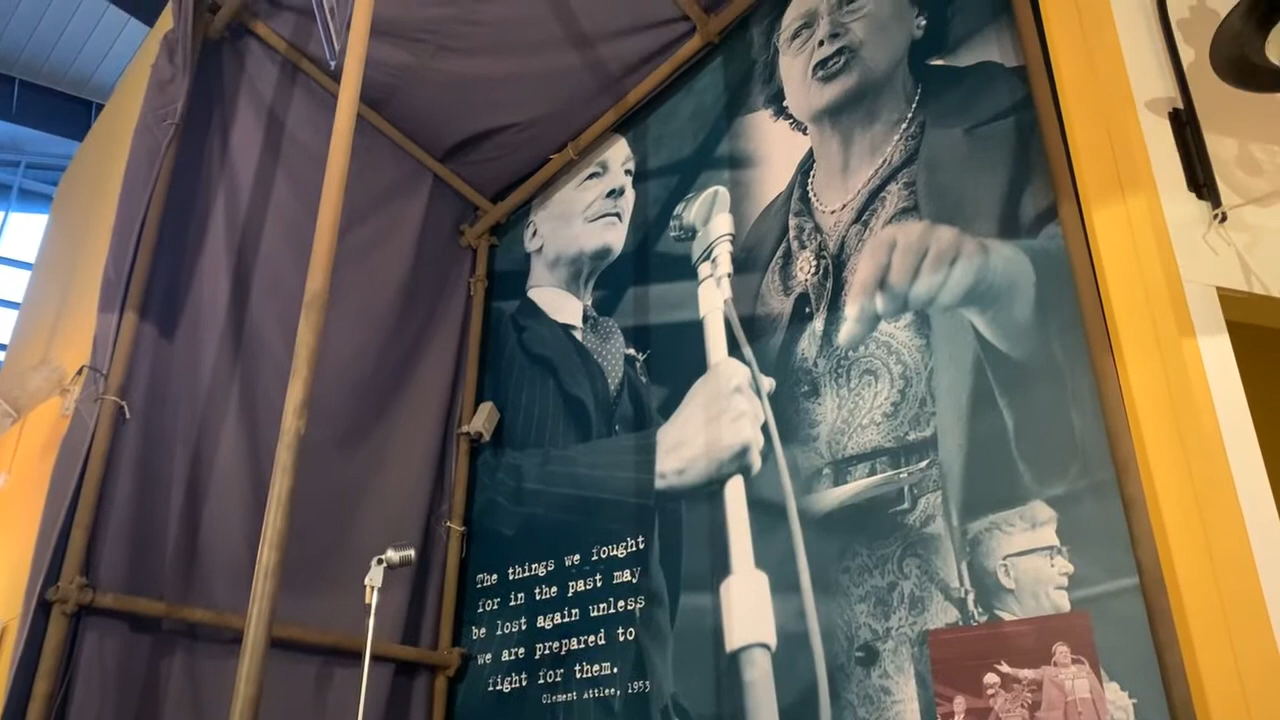 The things we fought
for in the past may
be lost again unless
we are prepared to
fight for them.
Clement Attlee, 1953